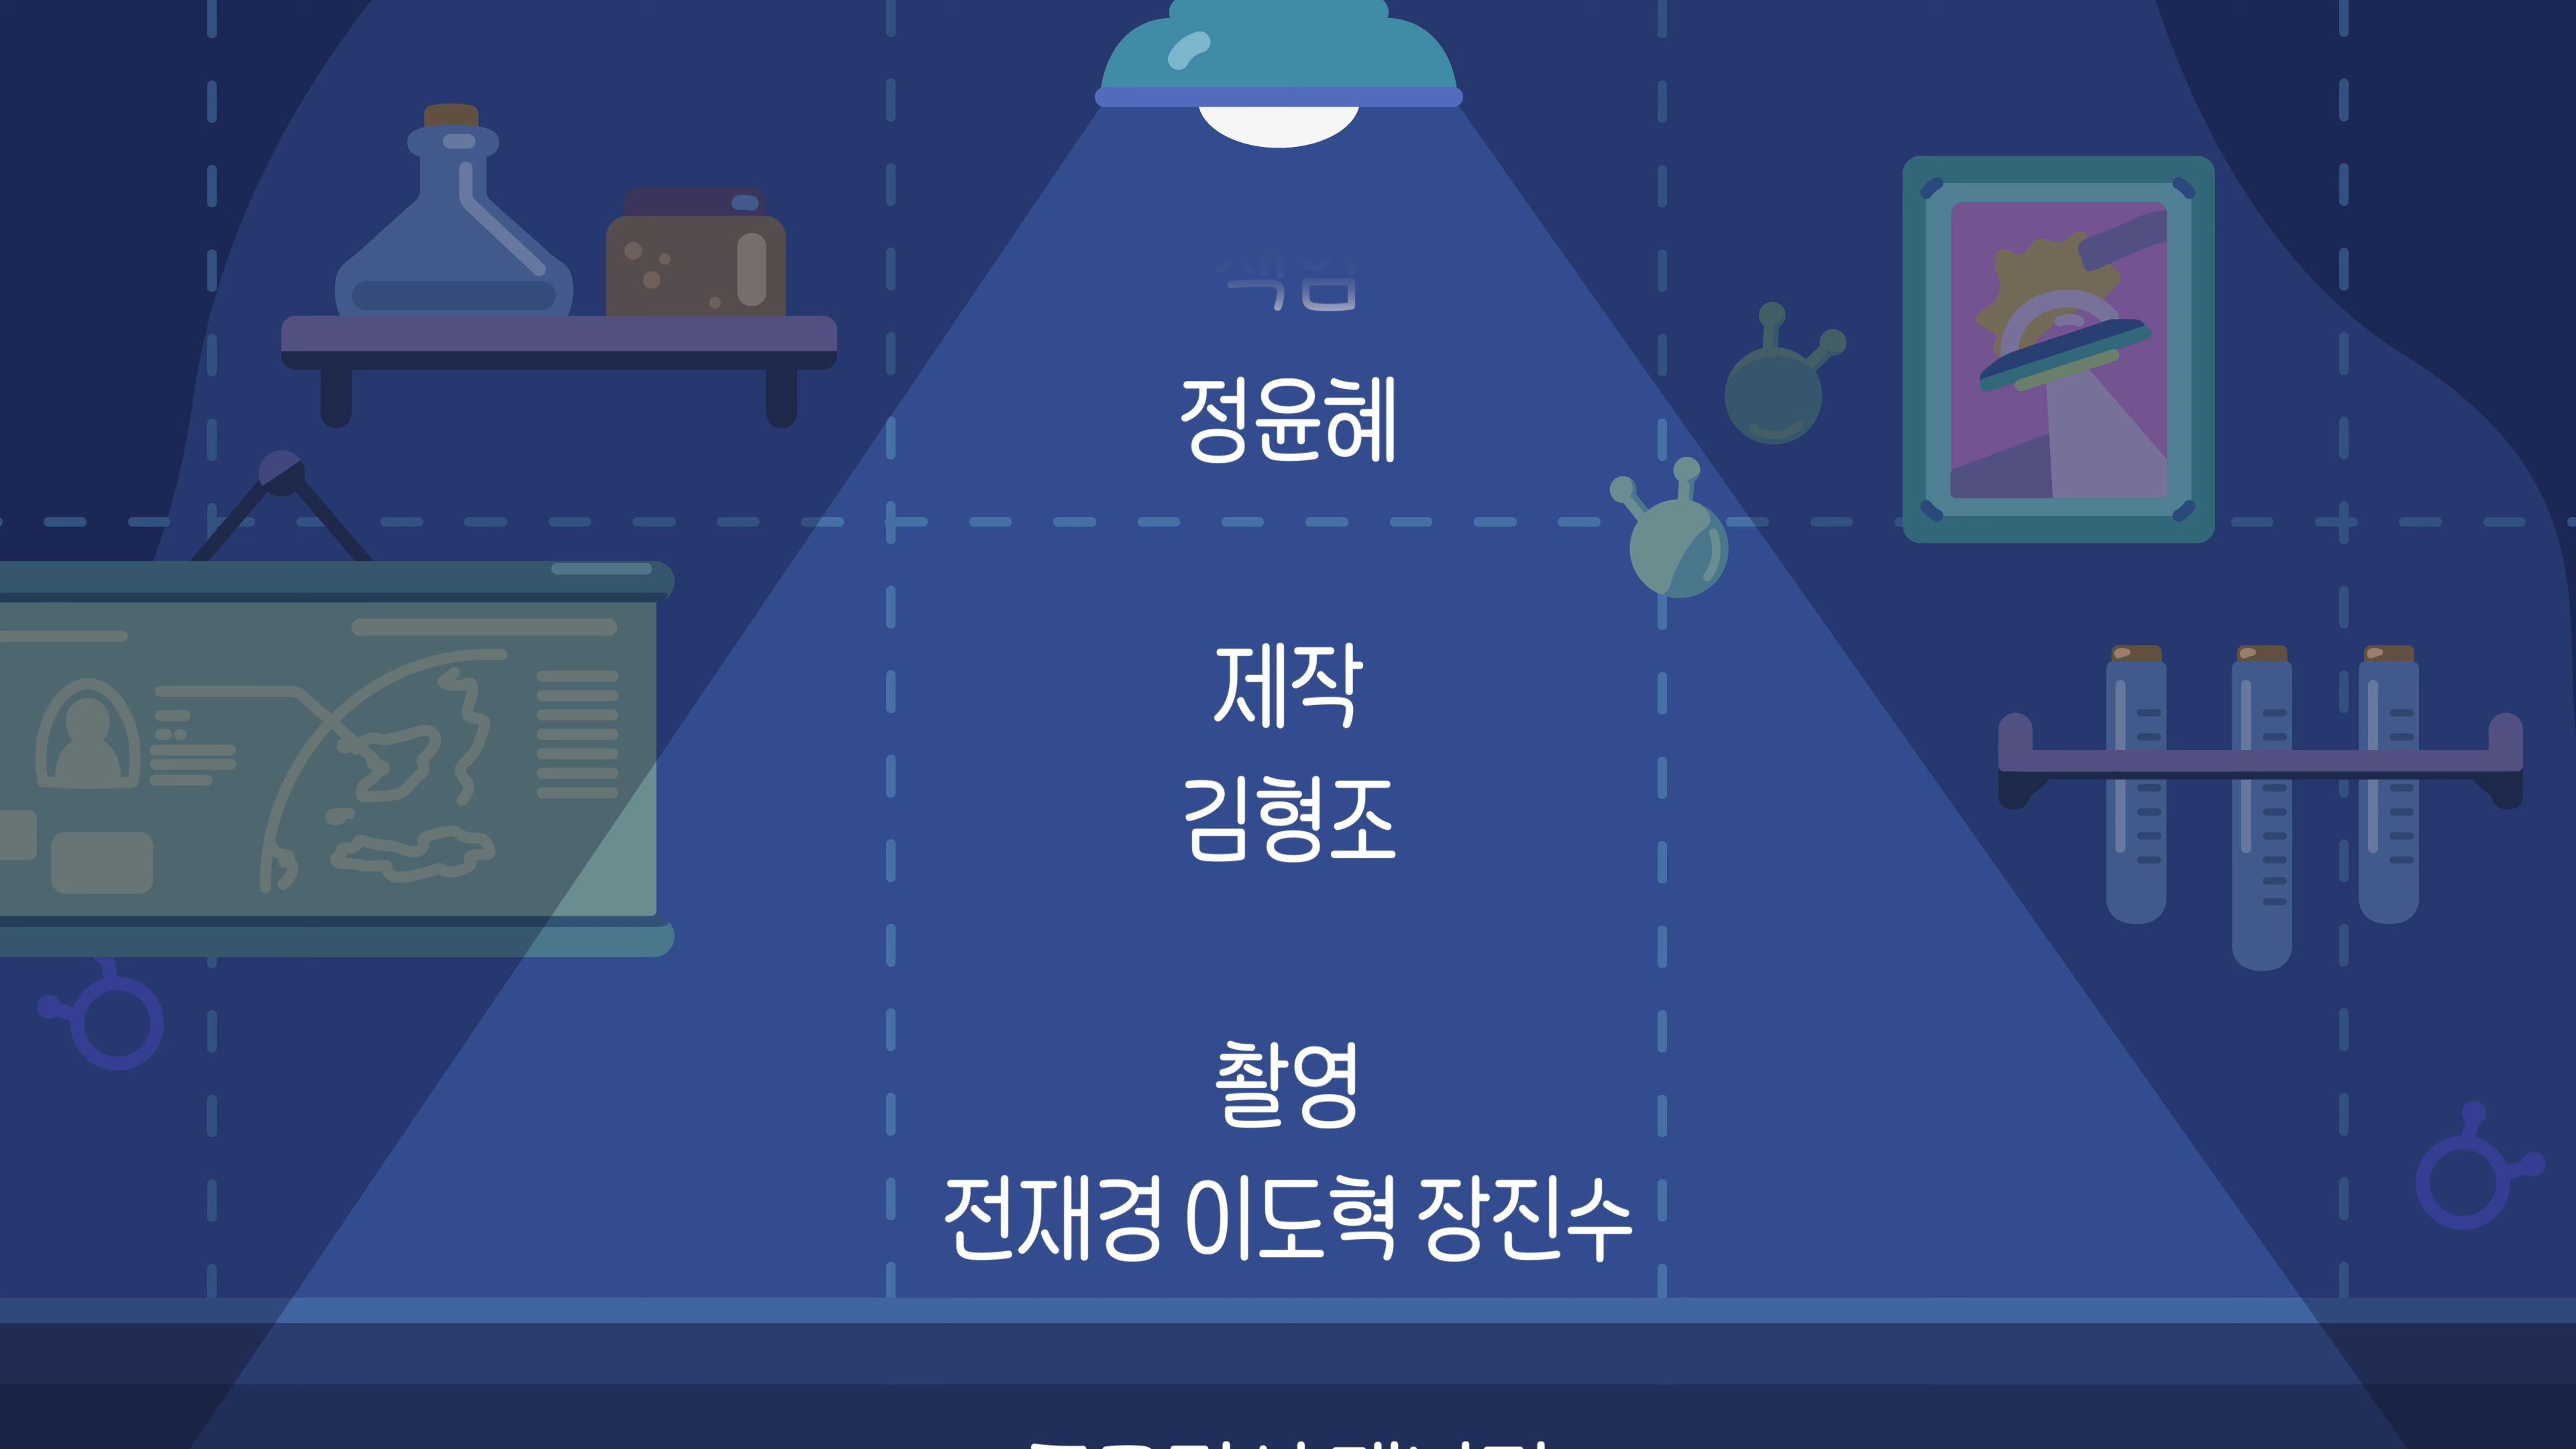 정윤혜
제작
김형조
촬영
전재경 이도혁 장진수